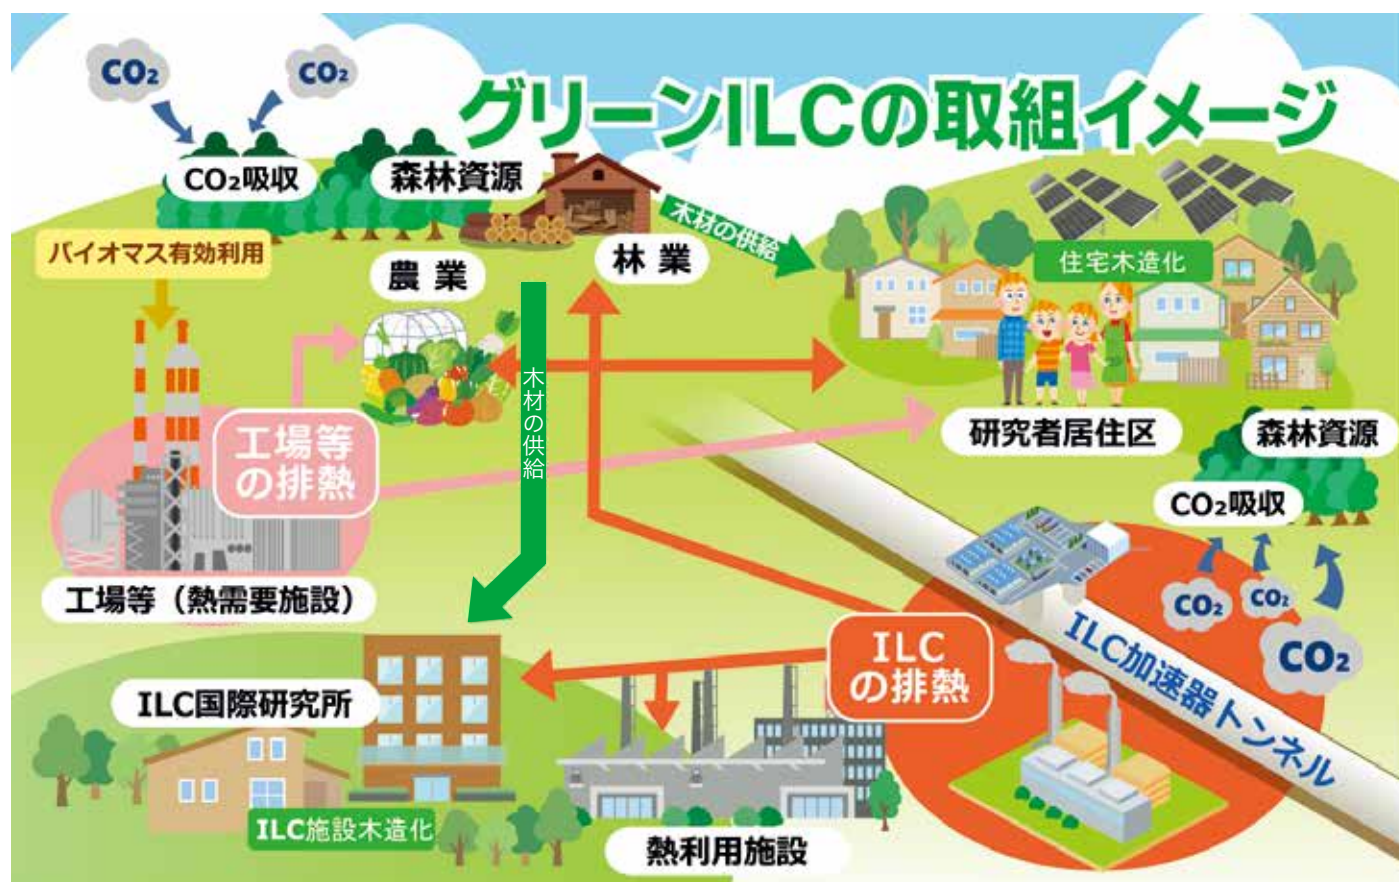 CO₂
CO₂
グリーンILCの取組イメージ
CO₂吸収
森林資源
木材の供給
バイオマス有効利用
農業
林業
住宅木造化
木材の供給
工場等
の排熱
研究者居住区
森林資源
CO₂吸収
工場等（熱需要施設）
CO₂
CO₂
CO₂
ILC
の排熱
ILC加速器トンネル
ILC国際研究所
ILC施設木造化
熱利用施設